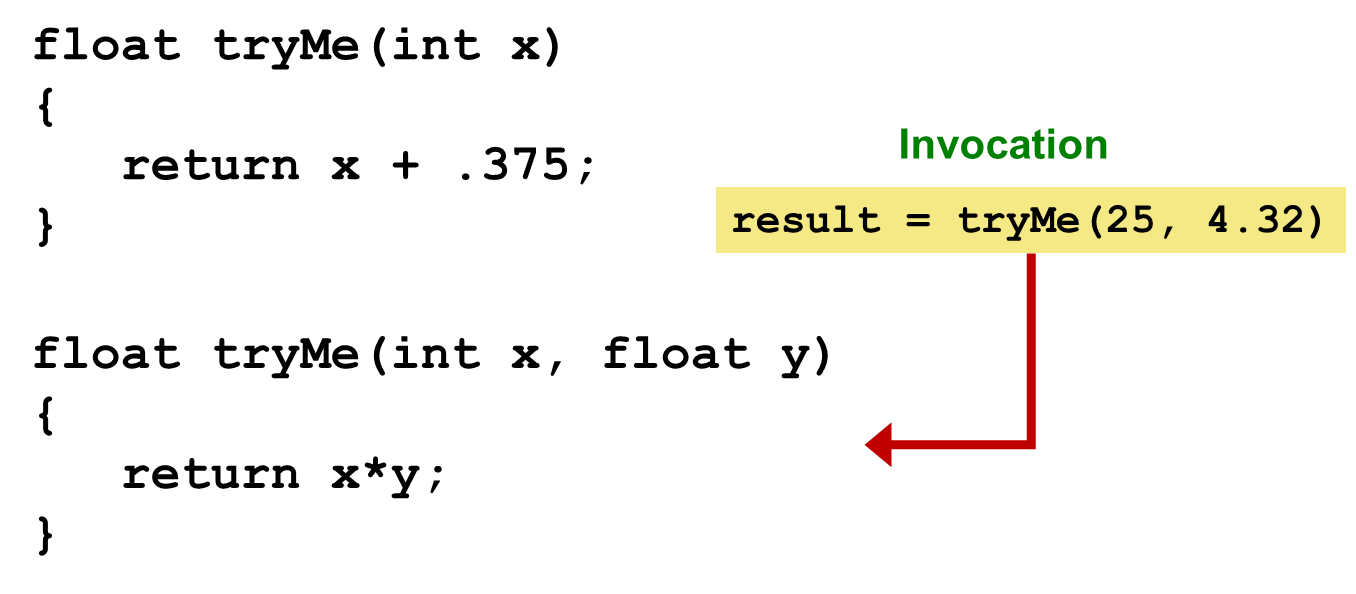 float tryMe(int x)
{
   return x + .375;
}
Invocation
result = tryMe(25, 4.32)
float tryMe(int x, float y)
{
   return x*y;
}